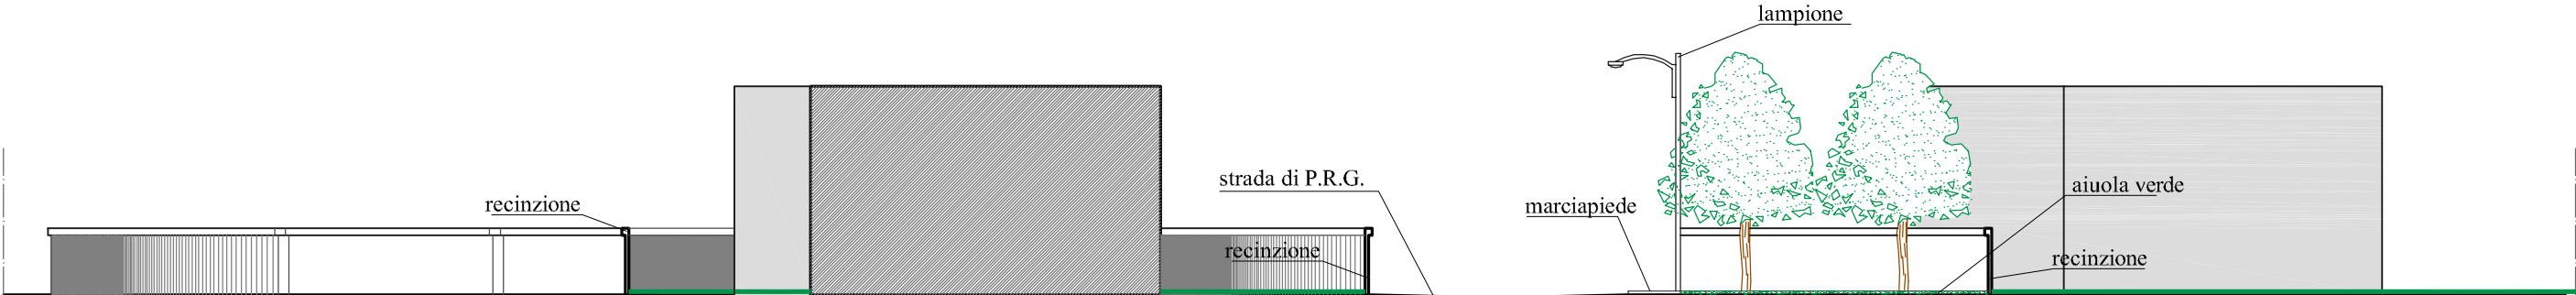 lampione
strada di P.R.G.
aiuola verde
recinzione
marciapiede
recinzione
recinzione